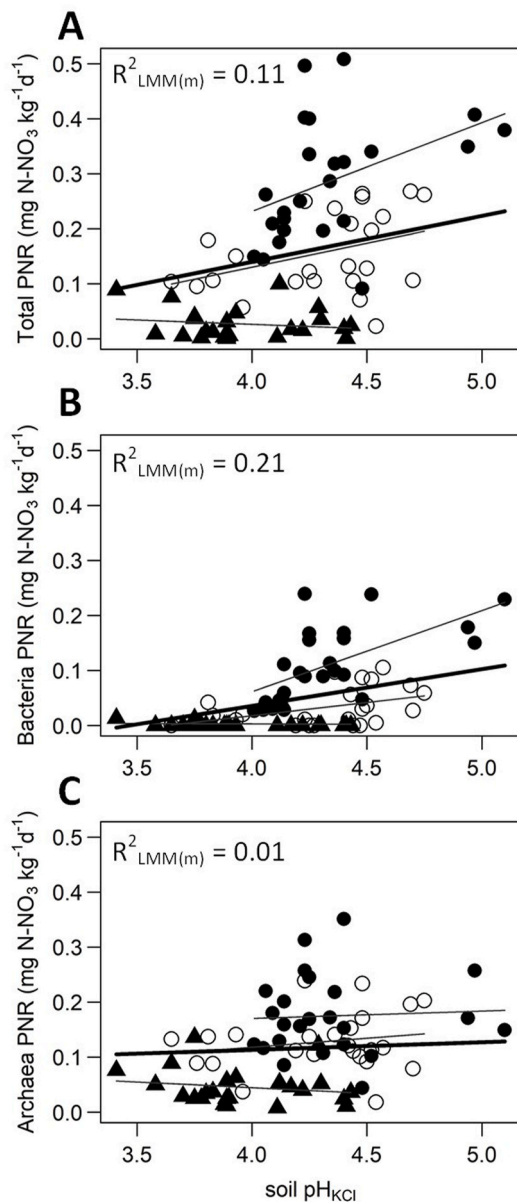 A
R²LMM(m) = 0.11
Total PNR (mg N-NO₃ kg⁻¹d⁻¹)
0.5
0.4
0.3
0.2
0.1
0.0
3.5 4.0 4.5 5.0
B
R²LMM(m) = 0.21
Bacteria PNR (mg N-NO₃ kg⁻¹d⁻¹)
0.5
0.4
0.3
0.2
0.1
0.0
3.5 4.0 4.5 5.0
C
R²LMM(m) = 0.01
Archaea PNR (mg N-NO₃ kg⁻¹d⁻¹)
0.5
0.4
0.3
0.2
0.1
0.0
3.5 4.0 4.5 5.0
soil pHKCl